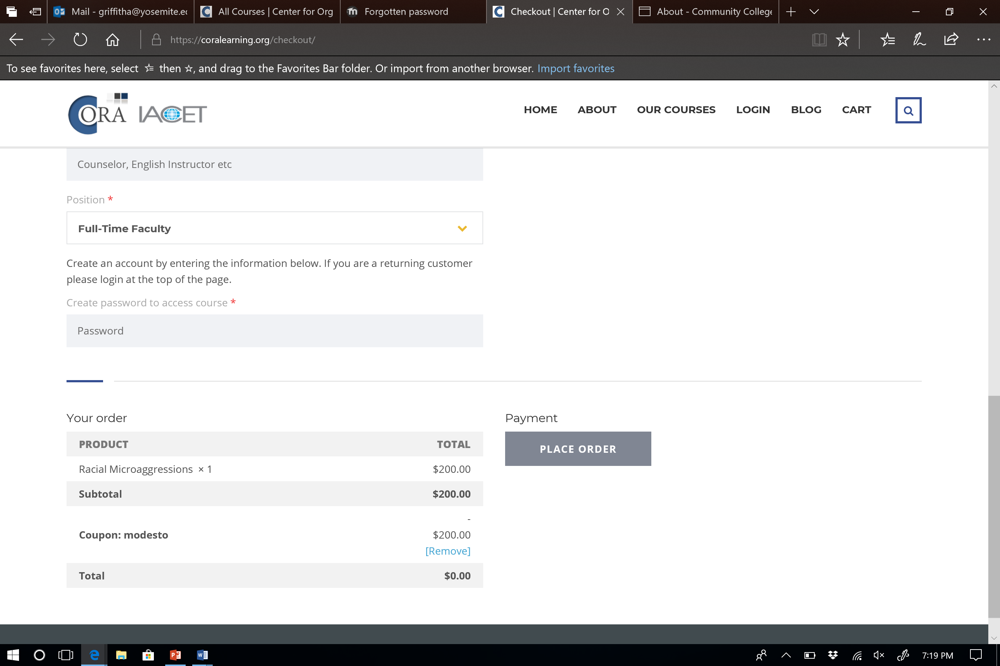 Mail - griffitha@yosemite.ec
All Courses | Center for Org
Forgotten password
Checkout | Center for O
About - Community College
https://coralearning.org/checkout/
To see favorites here, select then , and drag to the Favorites Bar folder. Or import from another browser. Import favorites
CORA IACET
HOME ABOUT OUR COURSES LOGIN BLOG CART
Counselor, English Instructor etc
Position *
Full-Time Faculty
Create an account by entering the information below. If you are a returning customer
please login at the top of the page.
Create password to access course *
Password
Your order
Payment
PRODUCT TOTAL
PLACE ORDER
Racial Microaggressions × 1 $200.00
Subtotal $200.00
-
Coupon: modesto $200.00
[Remove]
Total $0.00
7:19 PM